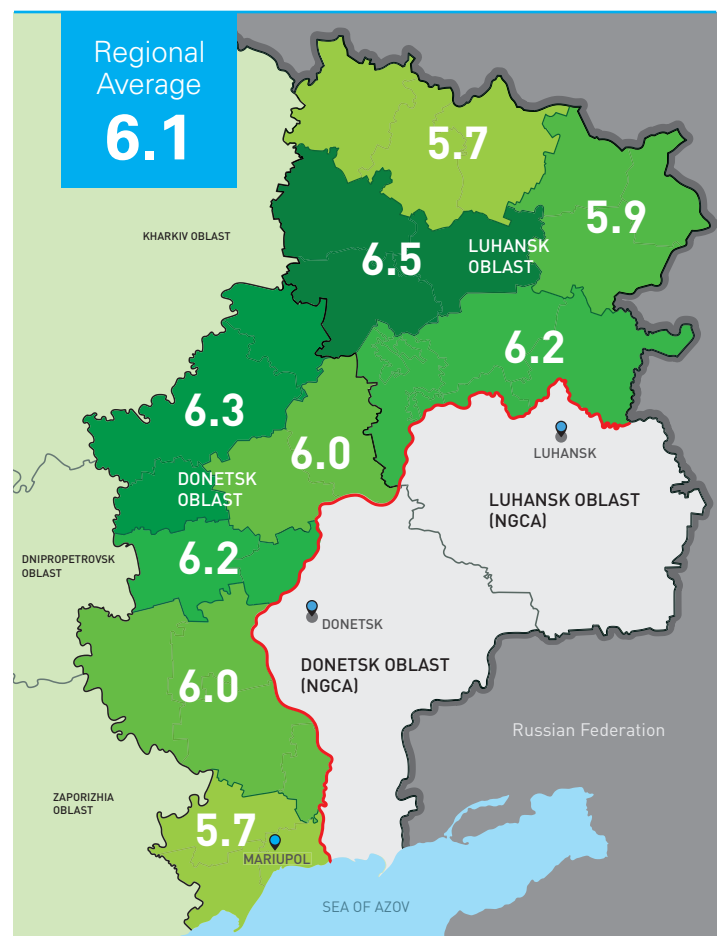 Regional
Average
6.1
5.7
5.9
KHARKIV OBLAST
LUHANSK
OBLAST
6.5
6.2
6.3
6.0
LUHANSK
DONETSK
OBLAST
LUHANSK OBLAST
(NGCA)
DNIPROPETROVSK
OBLAST
6.2
DONETSK
DONETSK OBLAST
(NGCA)
6.0
Russian Federation
ZAPORIZHIA
OBLAST
5.7
MARIUPOL
SEA OF AZOV